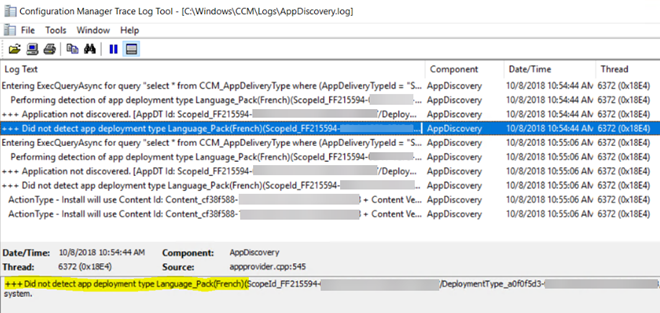 Configuration Manager Trace Log Tool - [C:\Windows\CCM\Logs\AppDiscovery.log]
File Tools Window Help
Log Text Component Date/Time Thread
Entering ExecQueryAsync for query "select * from CCM_AppDeliveryType where (AppDeliveryTypeId = "S... AppDiscovery 10/8/2018 10:54:44 AM 6372 (0x18E4)
Performing detection of app deployment type Language_Pack(French)(ScopeId_FF215594- AppDiscovery 10/8/2018 10:54:44 AM 6372 (0x18E4)
+++ Application not discovered. [AppDT Id: ScopeId_FF215594- /Deploy... AppDiscovery 10/8/2018 10:54:44 AM 6372 (0x18E4)
+++ Did not detect app deployment type Language_Pack(French)(ScopeId_FF215594- ... AppDiscovery 10/8/2018 10:54:44 AM 6372 (0x18E4)
Entering ExecQueryAsync for query "select * from CCM_AppDeliveryType where (AppDeliveryTypeId = "S... AppDiscovery 10/8/2018 10:55:06 AM 6372 (0x18E4)
Performing detection of app deployment type Language_Pack(French)(ScopeId_FF215594- AppDiscovery 10/8/2018 10:55:06 AM 6372 (0x18E4)
+++ Application not discovered. [AppDT Id: ScopeId_FF215594- /Deploy... AppDiscovery 10/8/2018 10:55:06 AM 6372 (0x18E4)
+++ Did not detect app deployment type Language_Pack(French)(ScopeId_FF215594- ... AppDiscovery 10/8/2018 10:55:06 AM 6372 (0x18E4)
ActionType - Install will use Content Id: Content_cf38f588- + Content Ve... AppDiscovery 10/8/2018 10:55:06 AM 6372 (0x18E4)
ActionType - Install will use Content Id: Content_cf38f588- + Content Ve... AppDiscovery 10/8/2018 10:55:06 AM 6372 (0x18E4)
Date/Time: 10/8/2018 10:54:44 AM Component: AppDiscovery
Thread: 6372 (0x18E4) Source: appprovider.cpp:545
+++ Did not detect app deployment type Language_Pack(French)(ScopeId_FF215594- /DeploymentType_a0f0f5d3-
system.